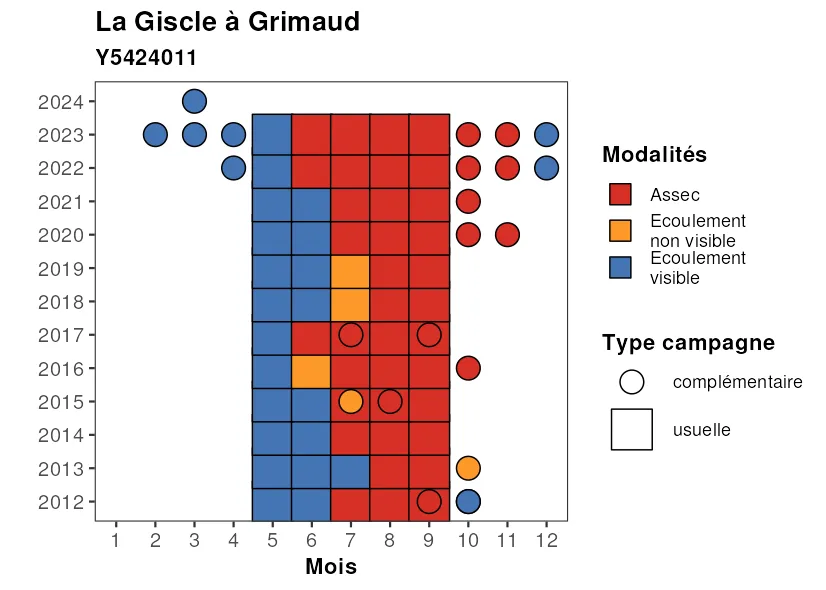 La Giscle à Grimaud
Y5424011
2024
2023
2022
2021
2020
2019
2018
2017
2016
2015
2014
2013
2012
1 2 3 4 5 6 7 8 9 10 11 12
Mois
Modalités
Assec
Ecoulement
non visible
Ecoulement
visible
Type campagne
complémentaire
usuelle